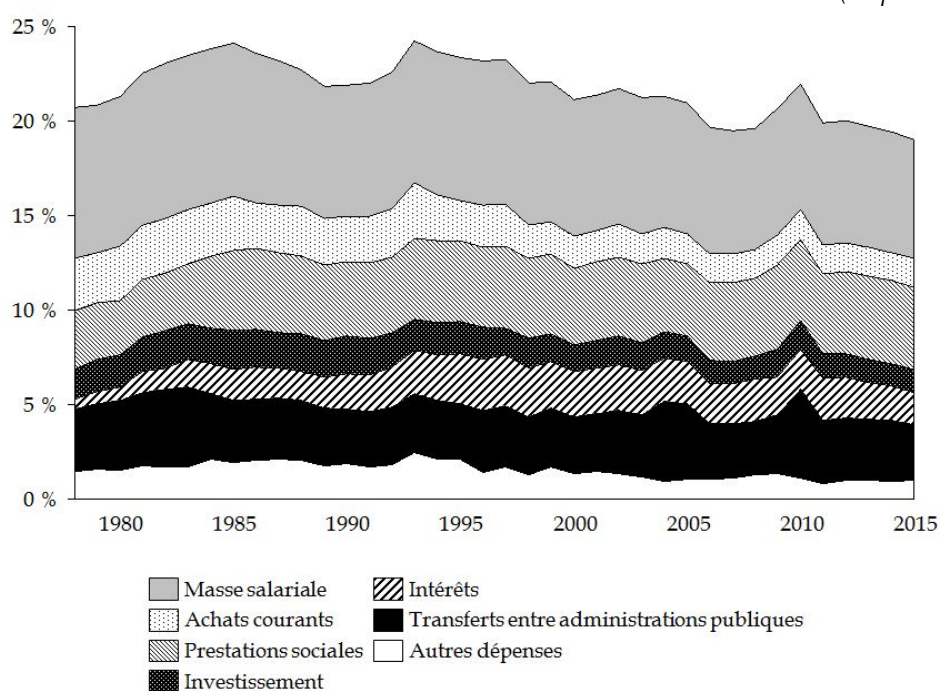 25 %
20 %
15 %
10 %
5 %
0 %
1980 1985 1990 1995 2000 2005 2010 2015
Masse salariale Intérêts
Achats courants Transferts entre administrations publiques
Prestations sociales Autres dépenses
Investissement